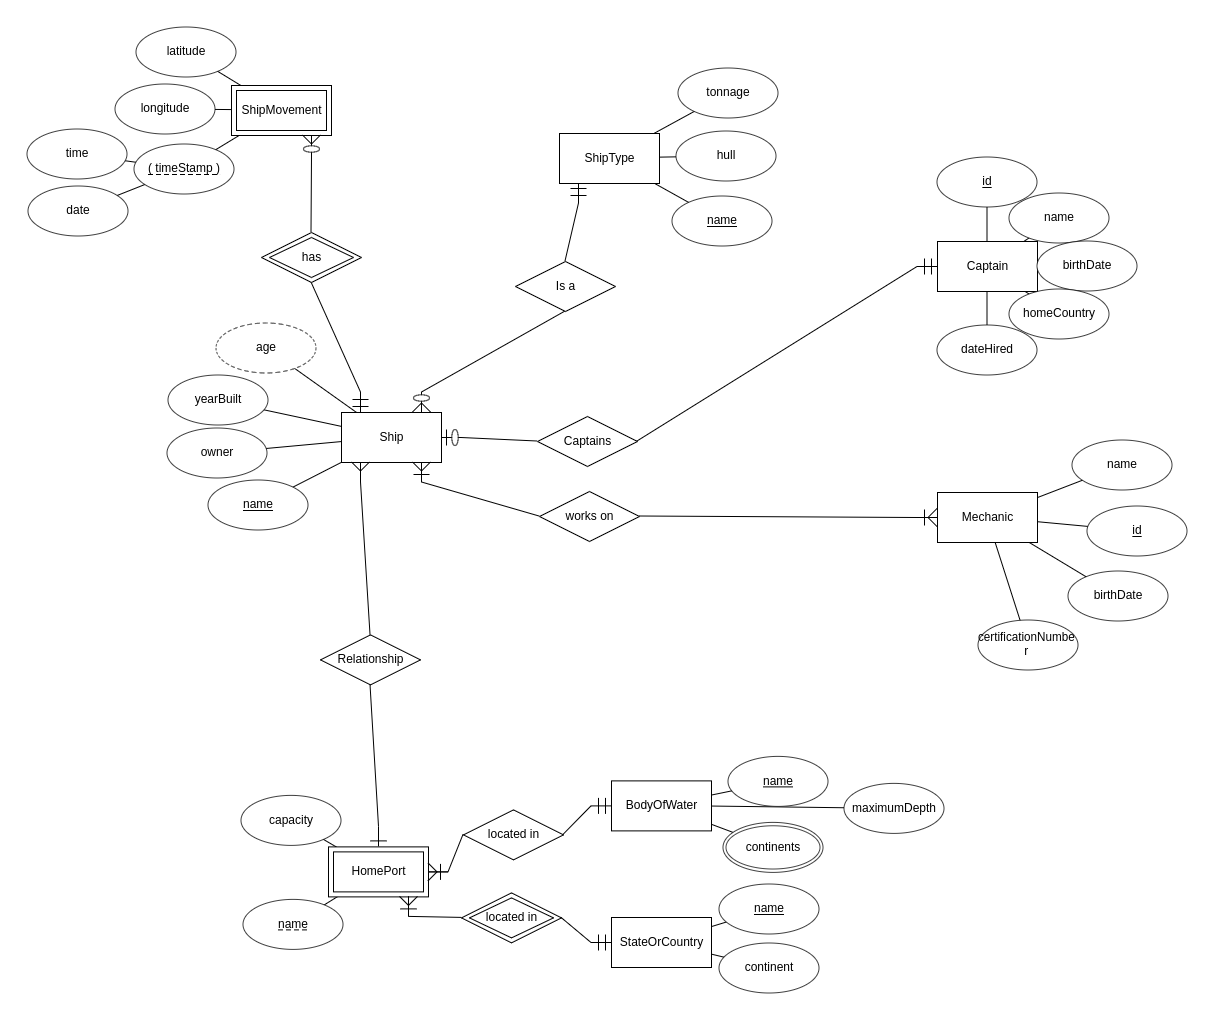 latitude
ShipMovement
longitude
time
( timeStamp )
date
has
tonnage
ShipType
hull
name
Is a
id
name
Captain
birthDate
homeCountry
dateHired
age
yearBuilt
Ship
owner
name
Captains
works on
name
Mechanic
id
birthDate
certificationNumbe
r
Relationship
capacity
HomePort
name
located in
BodyOfWater
name
maximumDepth
continents
located in
StateOrCountry
name
continent